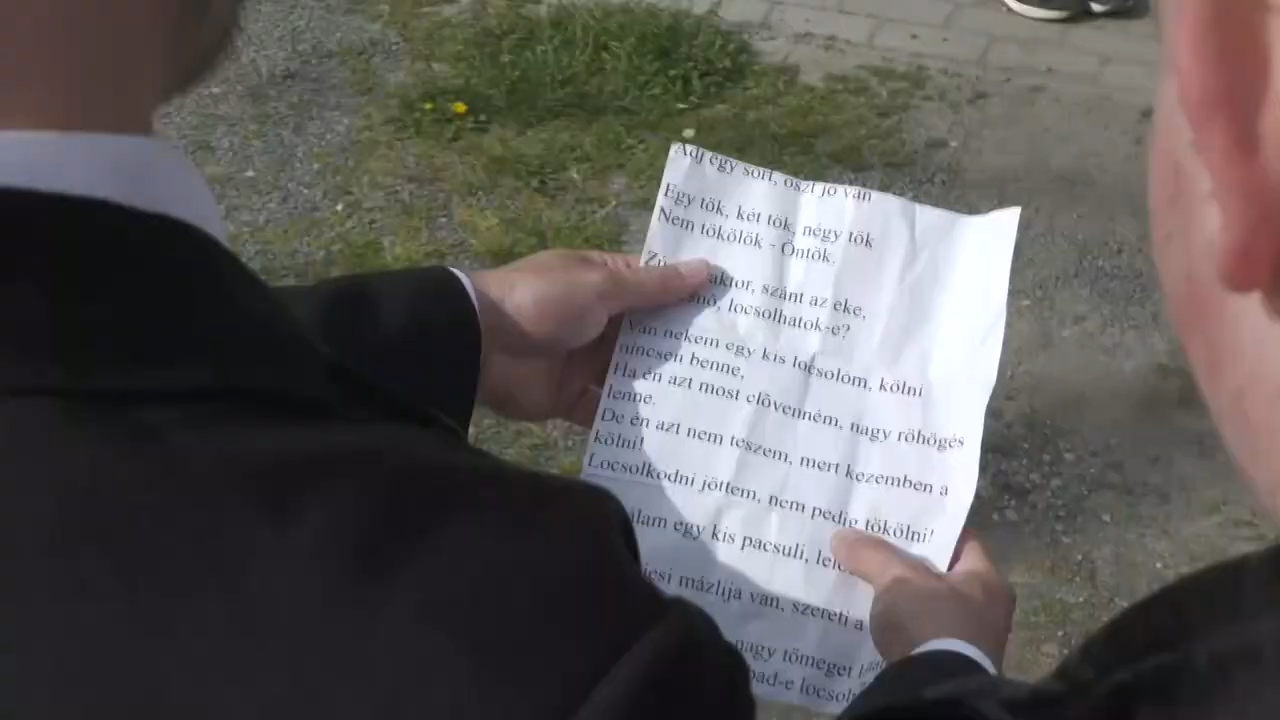 Adj egy sört, oszt jó van
Egy tök, két tök, négy tök
Nem tökölök - Öntök.
szánt az eke,
locsolhatok-e?
Van nekem egy kis locsolóm, kölni
nincsen benne,
Ha én azt most elővenném, nagy röhögés
lenne.
De én azt nem teszem, mert kezemben a
kölni!
Locsolkodni jöttem, nem pedig tökölni!
egy kis pacsuli,
mázlija van, szereti a
nagy tömeget